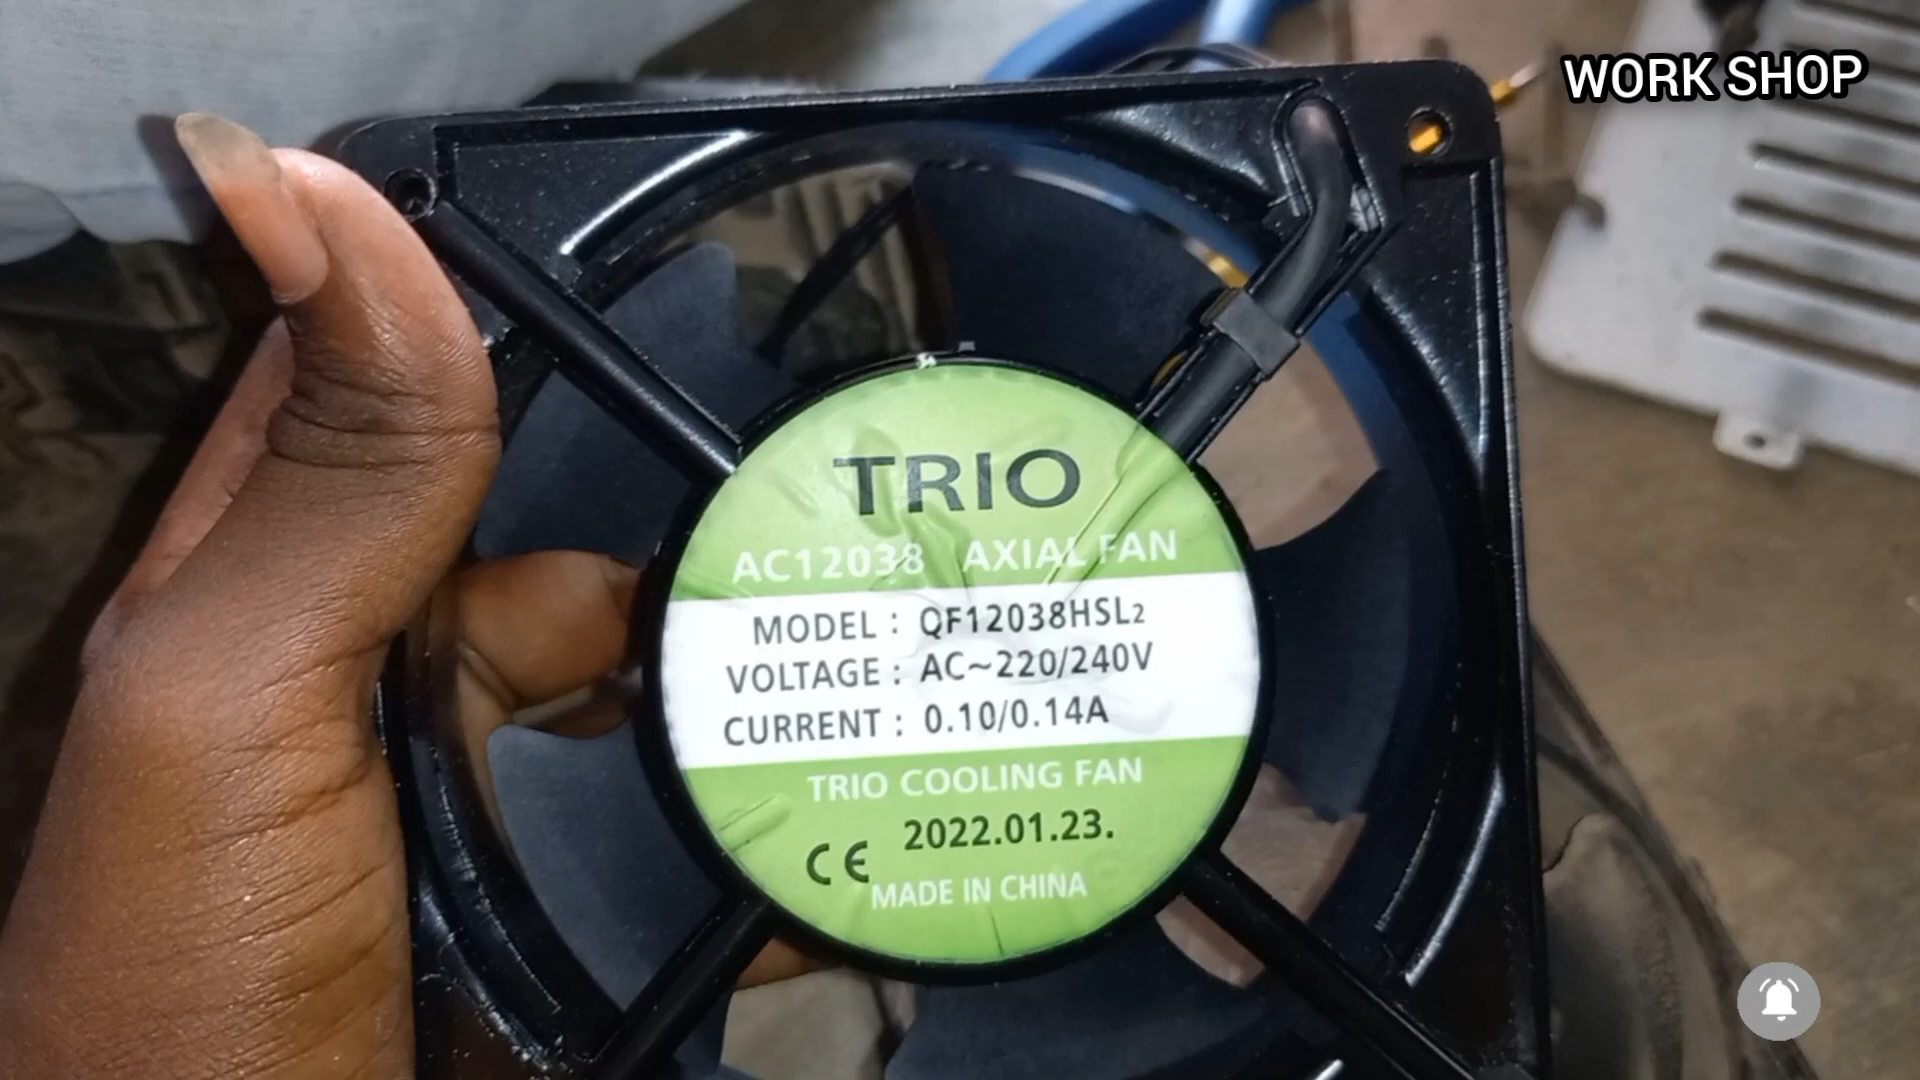 WORK SHOP
TRIO
AC12038 AXIAL FAN
MODEL : QF12038HSL2
VOLTAGE : AC~220/240V
CURRENT : 0.10/0.14A
TRIO COOLING FAN
2022.01.23.
CE
MADE IN CHINA